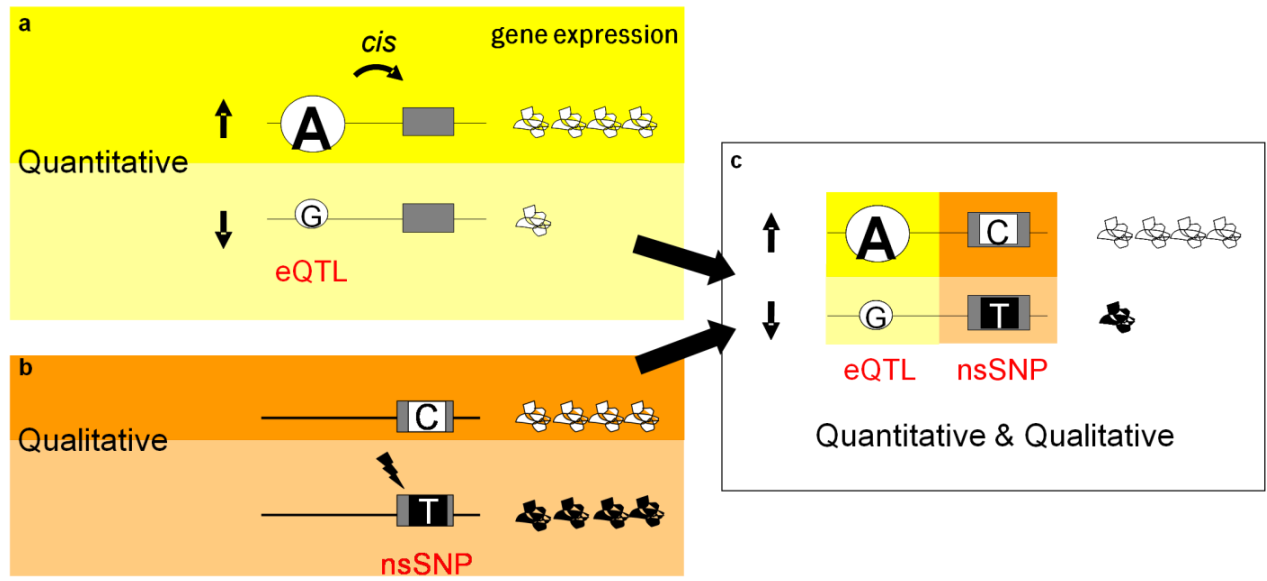 a
cis
gene expression
A
Quantitative
G
eQTL
b
C
Qualitative
T
nsSNP
c
A
C
G
T
eQTL nsSNP
Quantitative & Qualitative